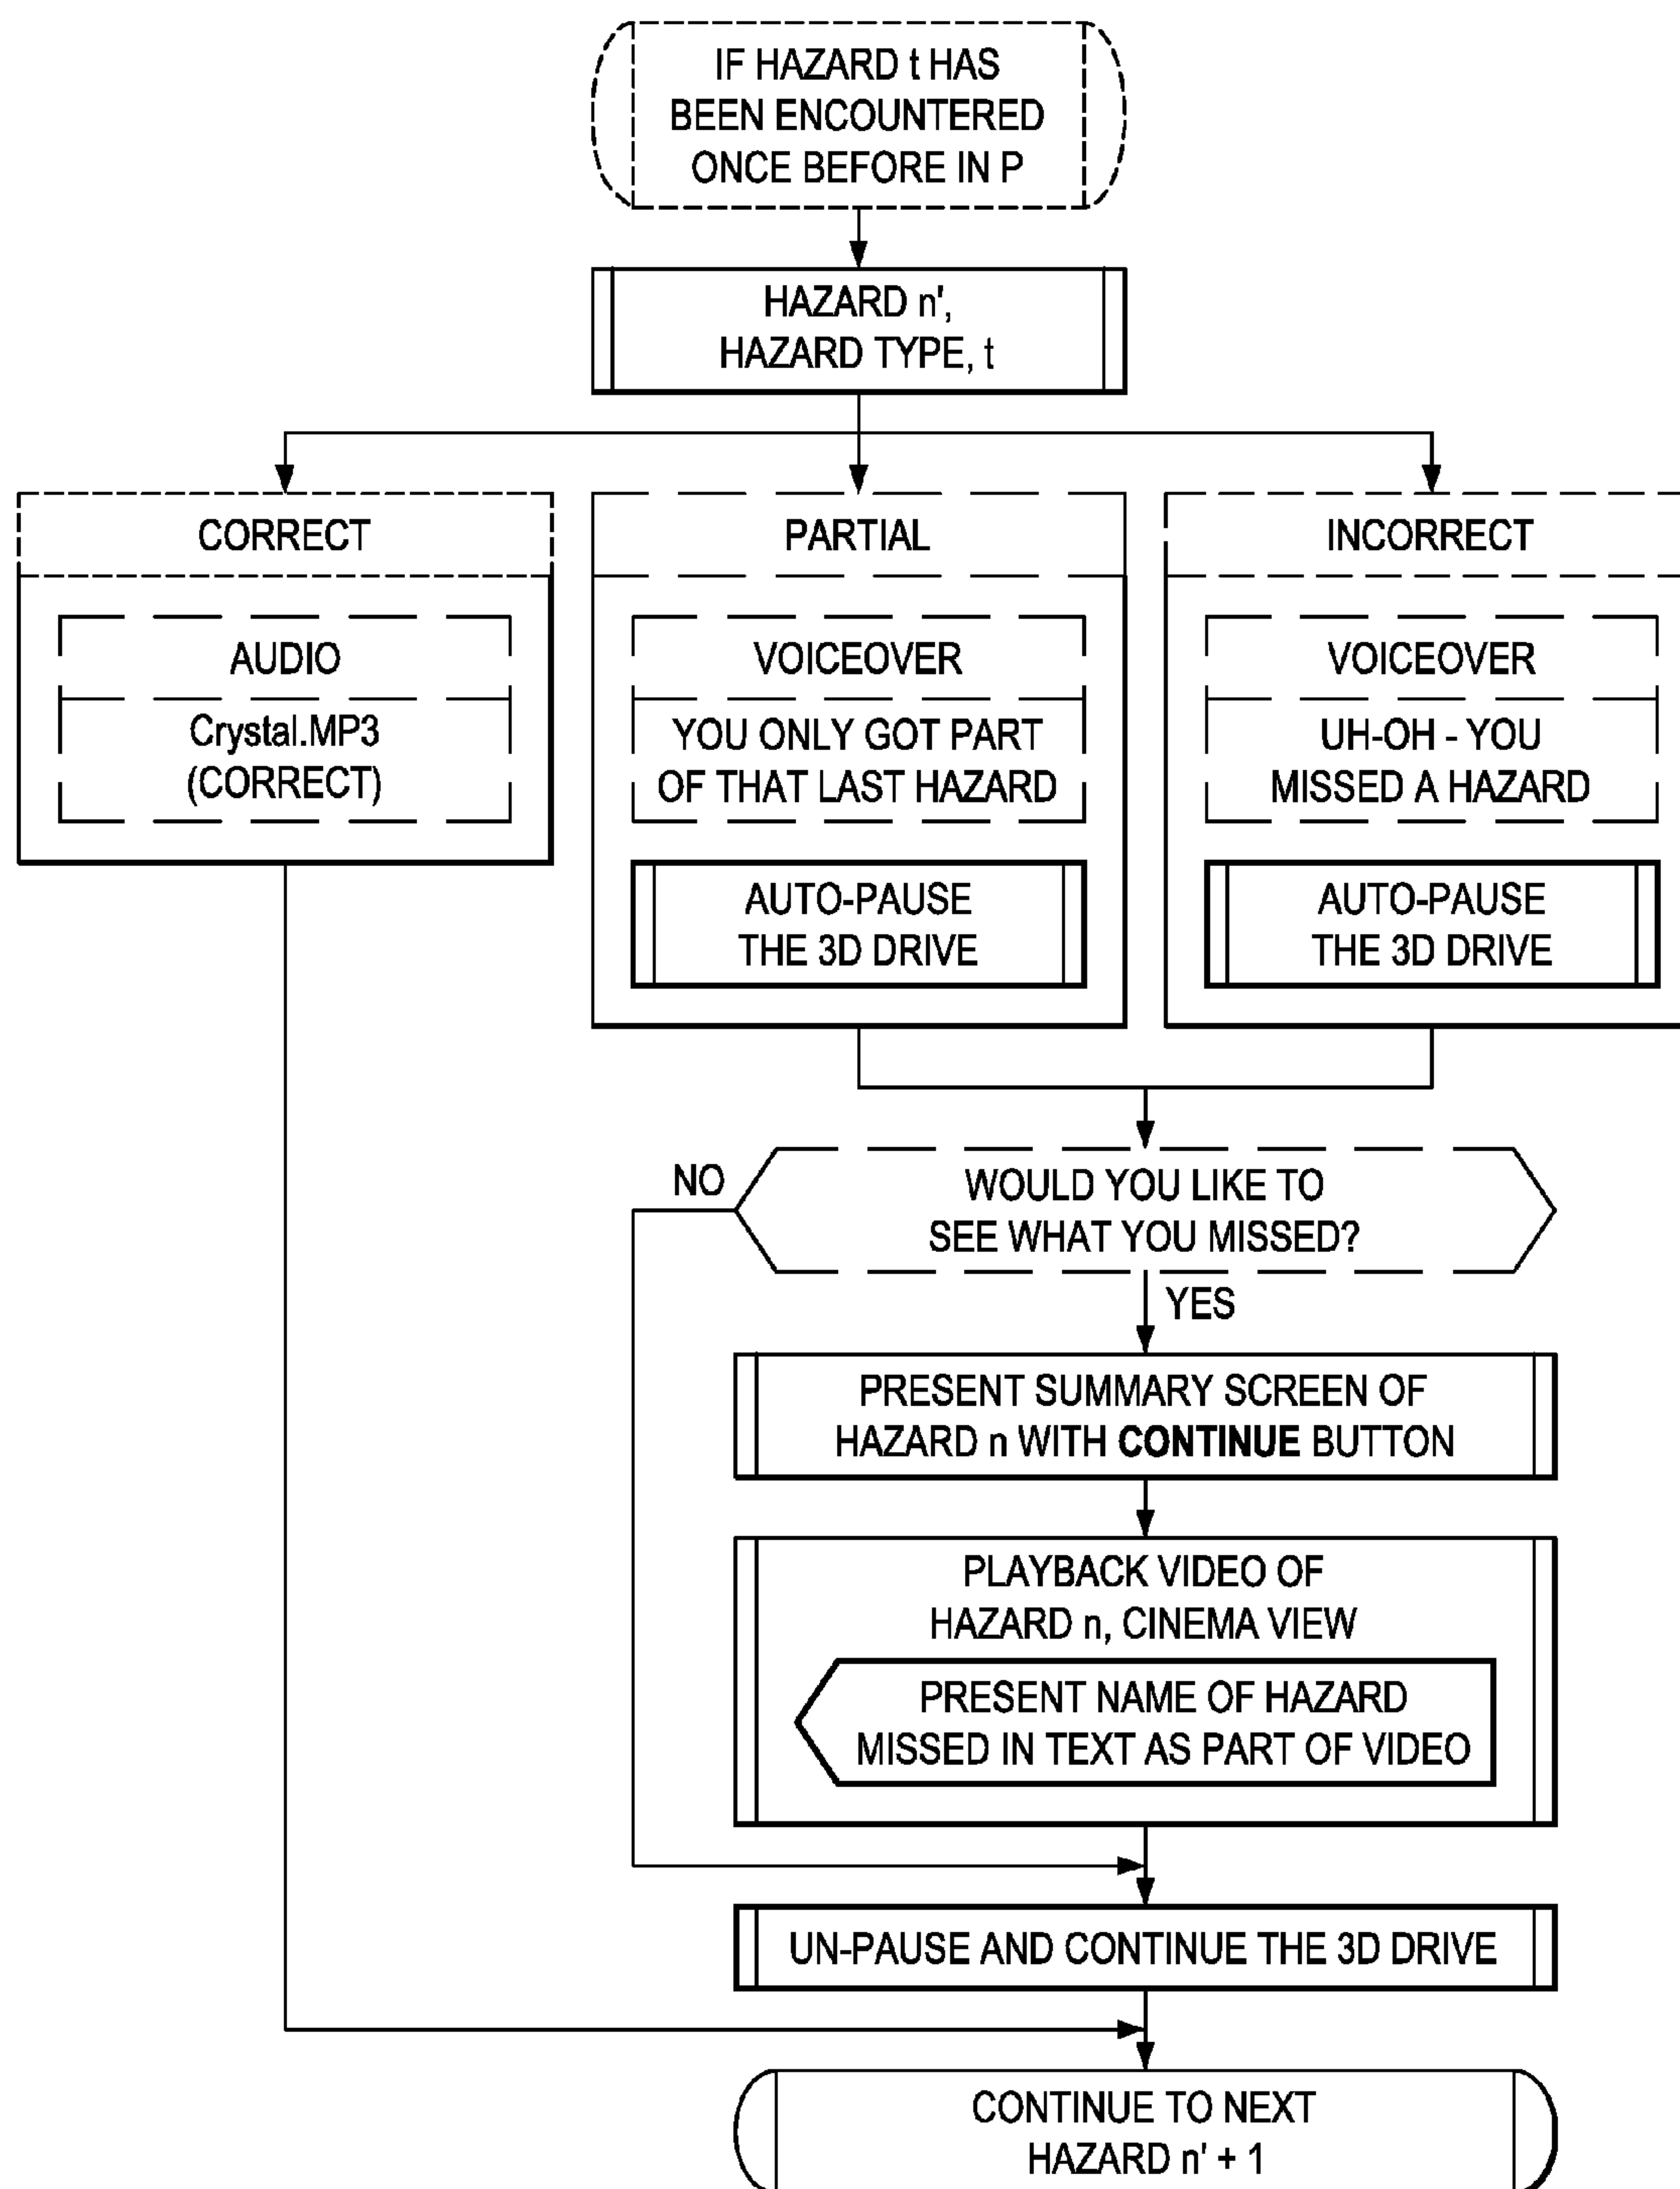 IF HAZARD t HAS
BEEN ENCOUNTERED
ONCE BEFORE IN P
HAZARD n',
HAZARD TYPE, t
CORRECT
AUDIO
Crystal.MP3
(CORRECT)
PARTIAL
VOICEOVER
YOU ONLY GOT PART
OF THAT LAST HAZARD
AUTO-PAUSE
THE 3D DRIVE
INCORRECT
VOICEOVER
UH-OH - YOU
MISSED A HAZARD
AUTO-PAUSE
THE 3D DRIVE
NO
WOULD YOU LIKE TO
SEE WHAT YOU MISSED?
YES
PRESENT SUMMARY SCREEN OF
HAZARD n WITH CONTINUE BUTTON
PLAYBACK VIDEO OF
HAZARD n, CINEMA VIEW
PRESENT NAME OF HAZARD
MISSED IN TEXT AS PART OF VIDEO
UN-PAUSE AND CONTINUE THE 3D DRIVE
CONTINUE TO NEXT
HAZARD n' + 1